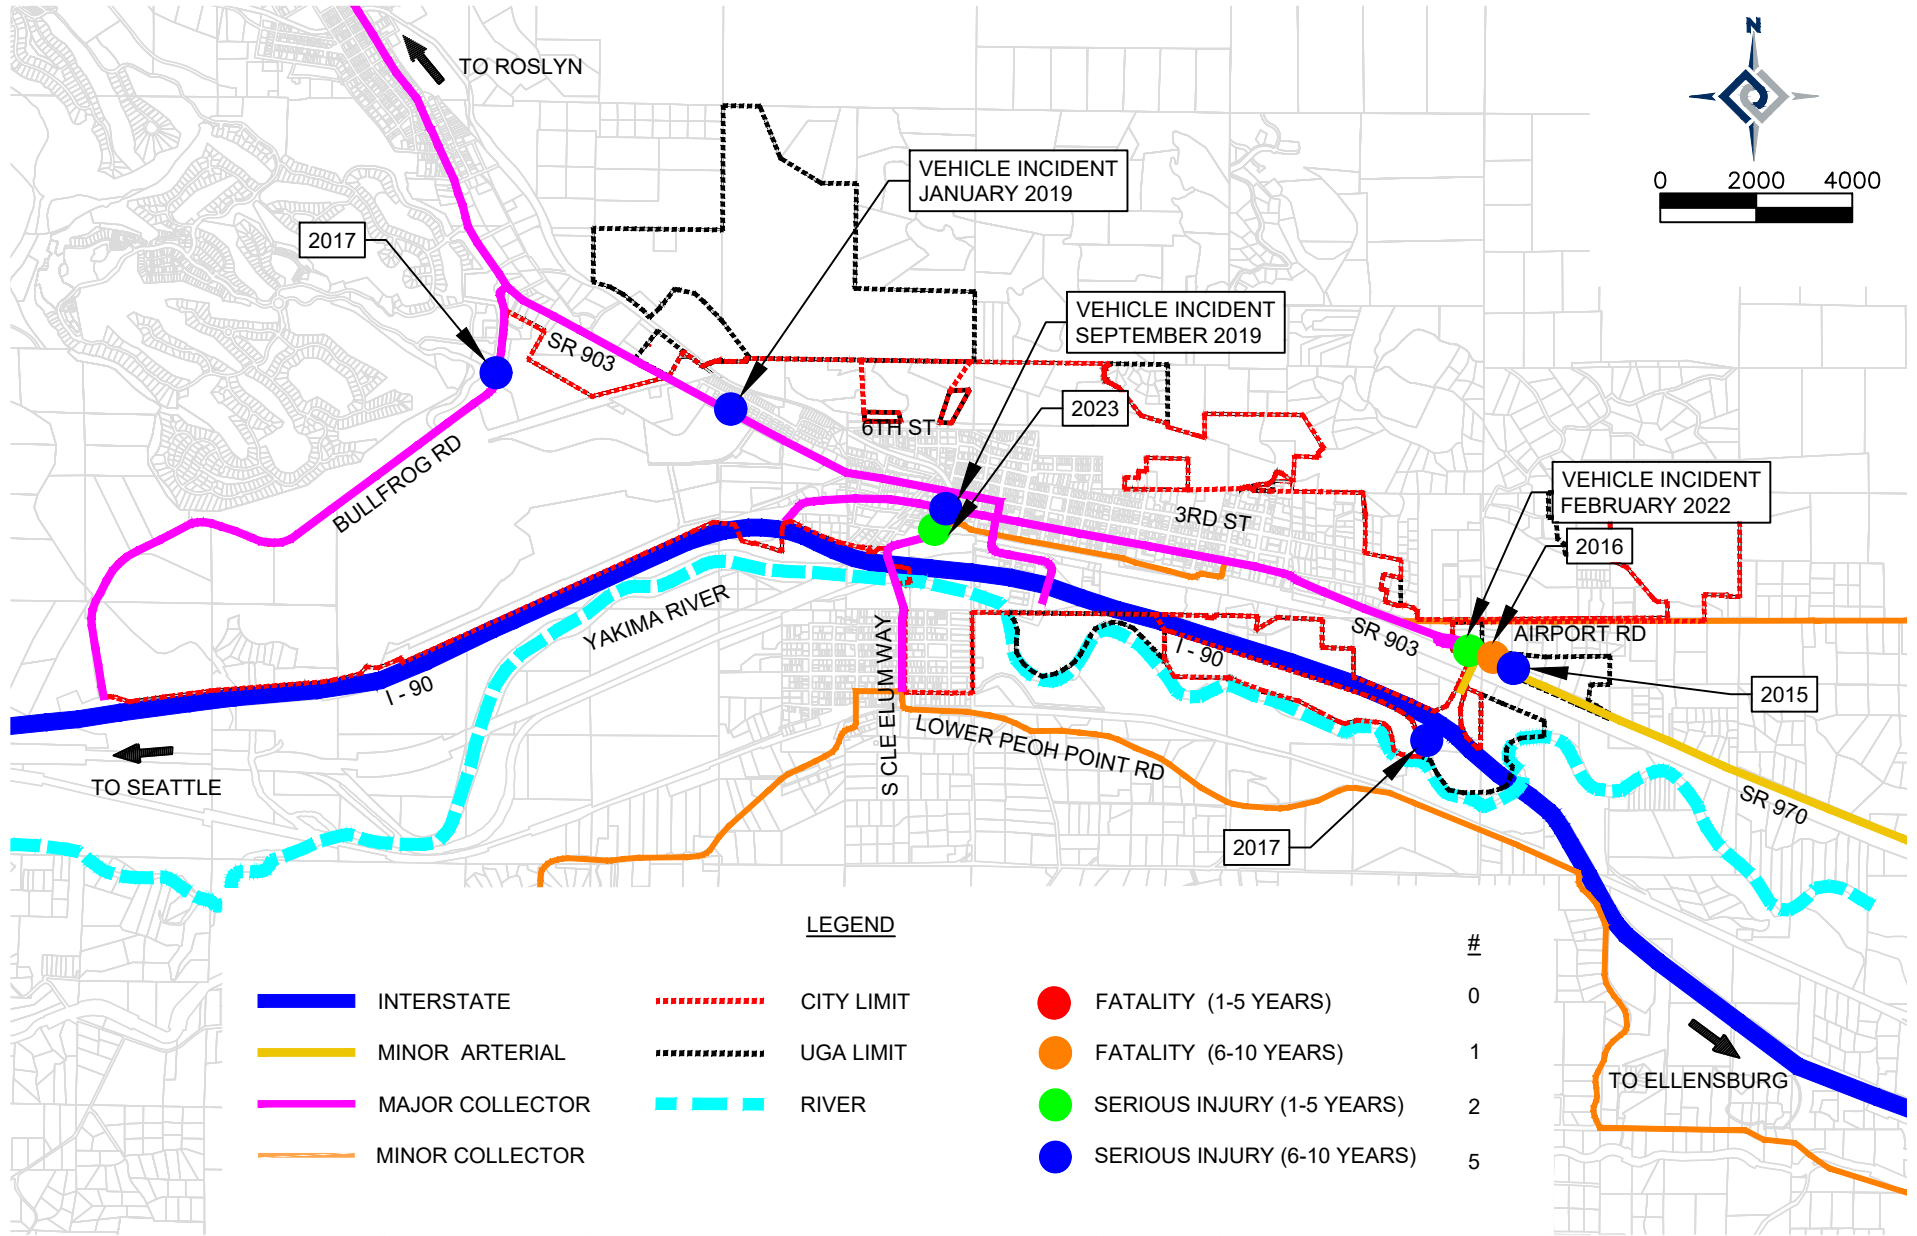 N
TO ROSLYN
0 2000 4000
VEHICLE INCIDENT
JANUARY 2019
2017
VEHICLE INCIDENT
SEPTEMBER 2019
SR 903
2023
6TH ST
BULLFROG RD
VEHICLE INCIDENT
FEBRUARY 2022
3RD ST
2016
YAKIMA RIVER
AIRPORT RD
SR 903
I - 90
I - 90
2015
S CLE ELUM WAY
LOWER PEOH POINT RD
TO SEATTLE
SR 970
2017
LEGEND
#
INTERSTATE
CITY LIMIT
FATALITY (1-5 YEARS)
0
MINOR ARTERIAL
UGA LIMIT
FATALITY (6-10 YEARS)
1
TO ELLENSBURG
MAJOR COLLECTOR
RIVER
SERIOUS INJURY (1-5 YEARS)
2
MINOR COLLECTOR
SERIOUS INJURY (6-10 YEARS)
5